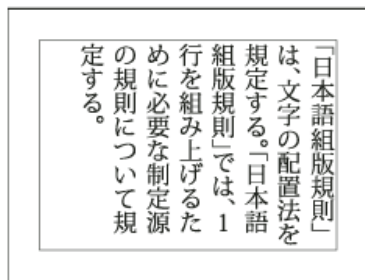 「日本語組版規則」
は、文字の配置法を
規定する。「日本語
組版規則」では、1
行を組み上げるた
めに必要な制定源
の規則について規
定する。